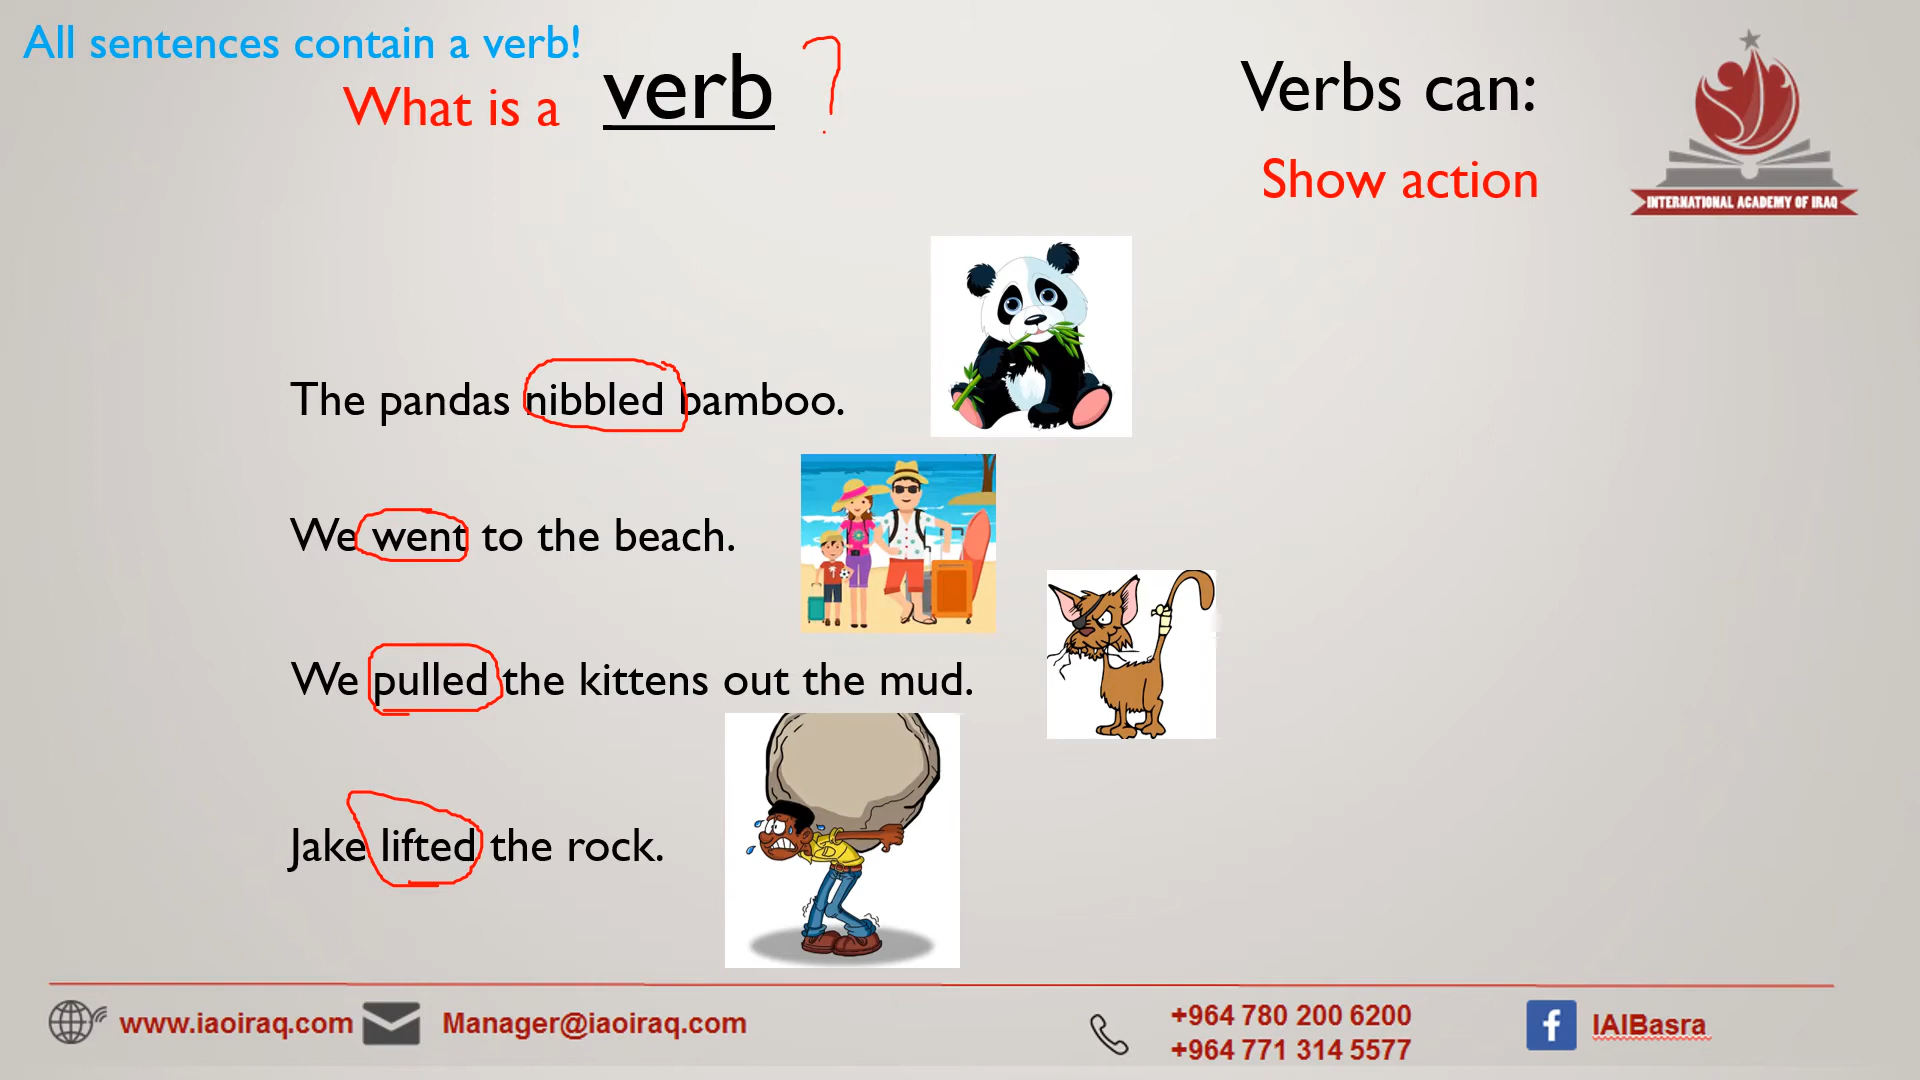 All sentences contain a verb!
What is a verb ?
Verbs can:
Show action
INTERNATIONAL ACADEMY OF IRAQ
The pandas nibbled bamboo.
We went to the beach.
We pulled the kittens out the mud.
Jake lifted the rock.
www.iaoiraq.com
Manager@iaoiraq.com
+964 780 200 6200
+964 771 314 5577
f
IAIBasra